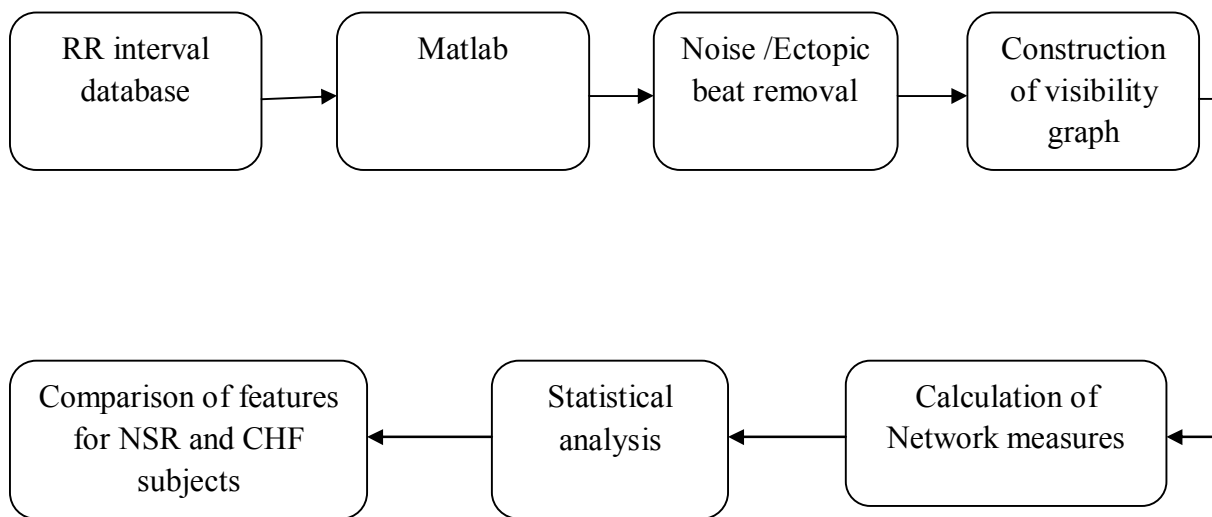 RR interval
database
Matlab
Noise /Ectopic
beat removal
Construction
of visibility
graph
Calculation of
Network measures
Statistical
analysis
Comparison of features
for NSR and CHF
subjects